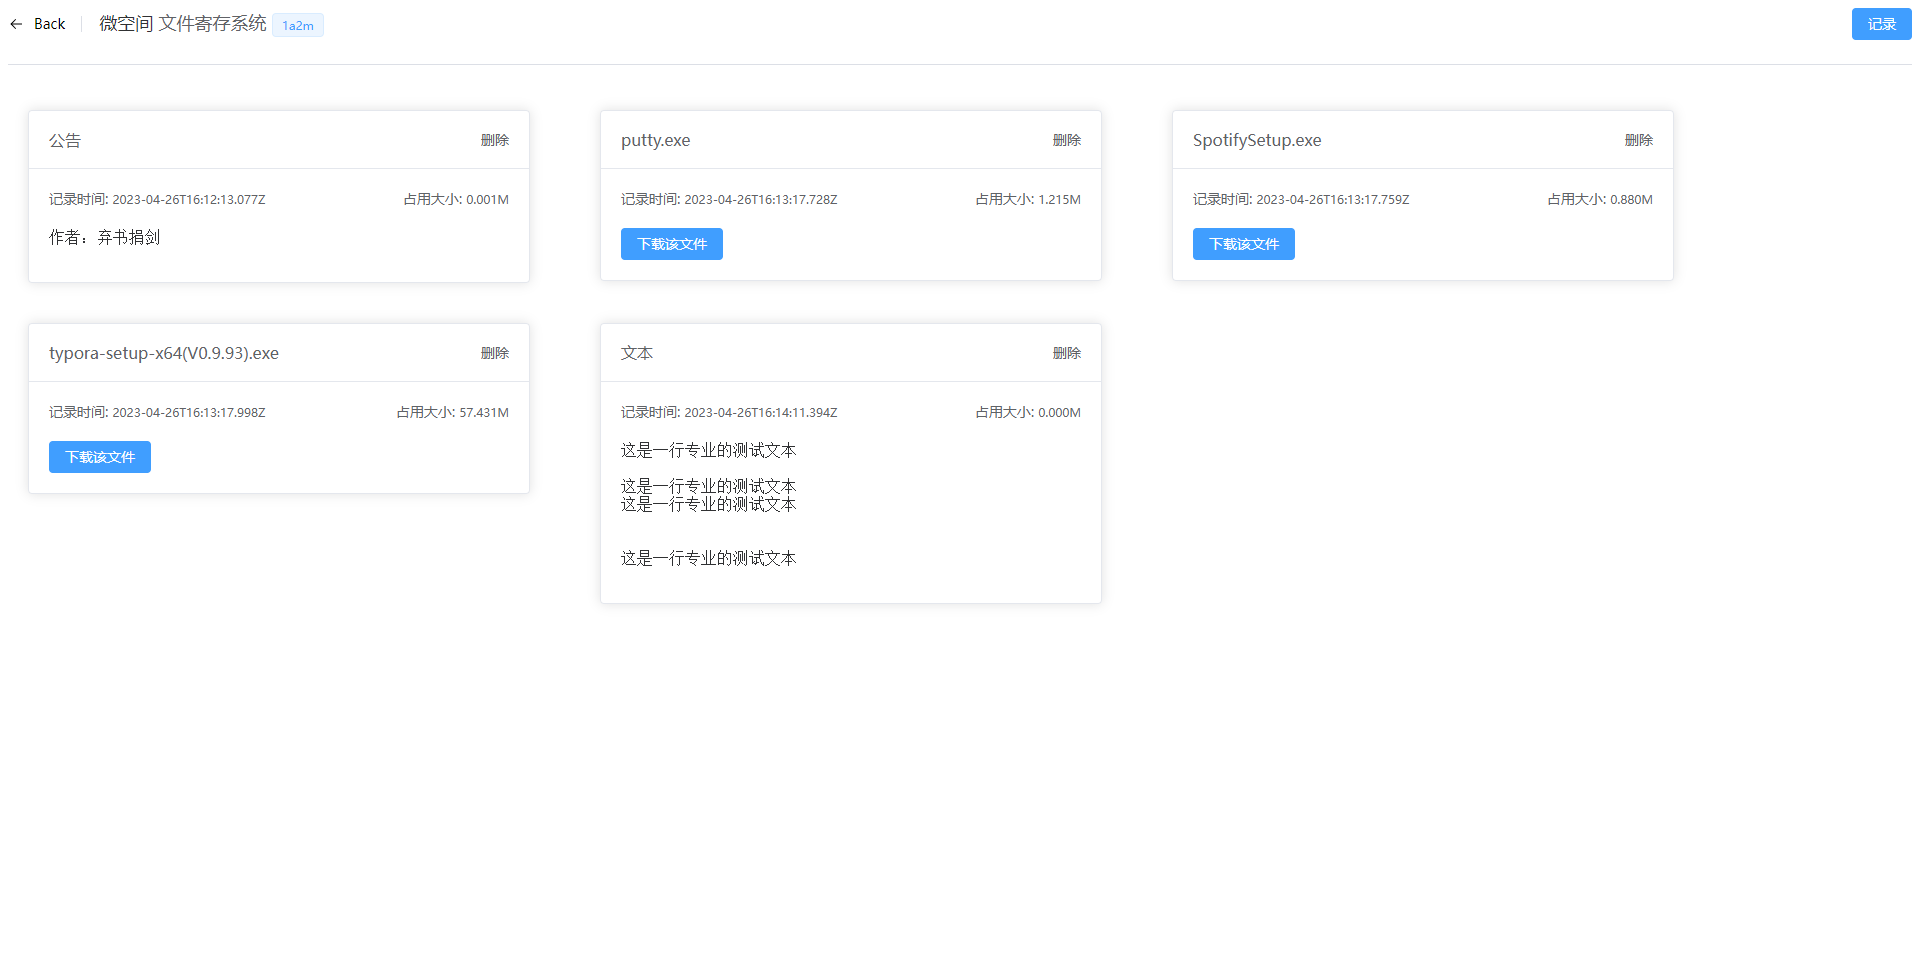 Back 微空间 文件寄存系统 1a2m 记录
公告 删除
记录时间: 2023-04-26T16:12:13.077Z 占用大小: 0.001M
作者：弃书捐剑
putty.exe 删除
记录时间: 2023-04-26T16:13:17.728Z 占用大小: 1.215M
下载该文件
SpotifySetup.exe 删除
记录时间: 2023-04-26T16:13:17.759Z 占用大小: 0.880M
下载该文件
typora-setup-x64(V0.9.93).exe 删除
记录时间: 2023-04-26T16:13:17.998Z 占用大小: 57.431M
下载该文件
文本 删除
记录时间: 2023-04-26T16:14:11.394Z 占用大小: 0.000M
这是一行专业的测试文本
这是一行专业的测试文本
这是一行专业的测试文本
这是一行专业的测试文本